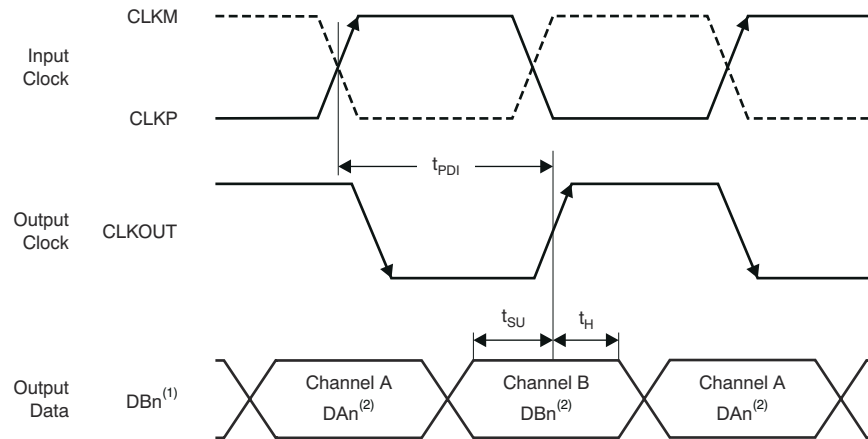 CLKM
Input
Clock
CLKP
tPDI
Output
Clock
CLKOUT
tSU
tH
Output
Data
DBn(1)
Channel A
DAn(2)
Channel B
DBn(2)
Channel A
DAn(2)